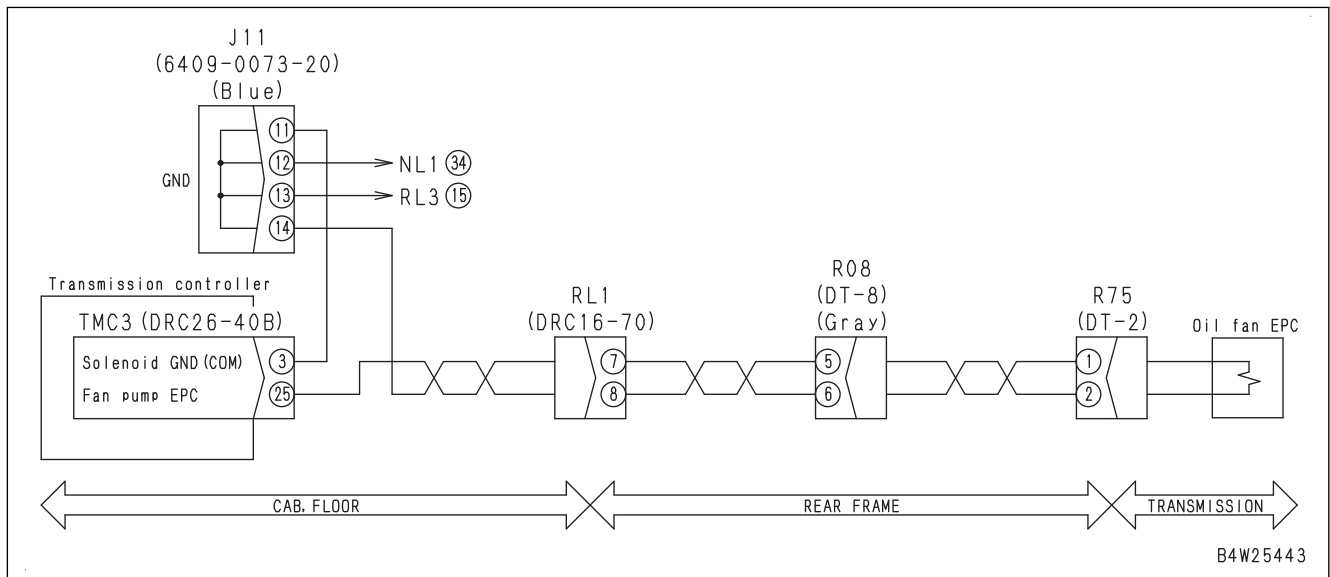 J11
(6409-0073-20)
(Blue)
11
12
NL1 34
GND
13
RL3 15
14
Transmission controller
TMC3 (DRC26-40B)
Solenoid GND (COM)
3
Fan pump EPC
25
RL1
(DRC16-70)
7
8
R08
(DT-8)
(Gray)
5
6
R75
(DT-2)
1
2
Oil fan EPC
CAB. FLOOR
REAR FRAME
TRANSMISSION
B4W25443